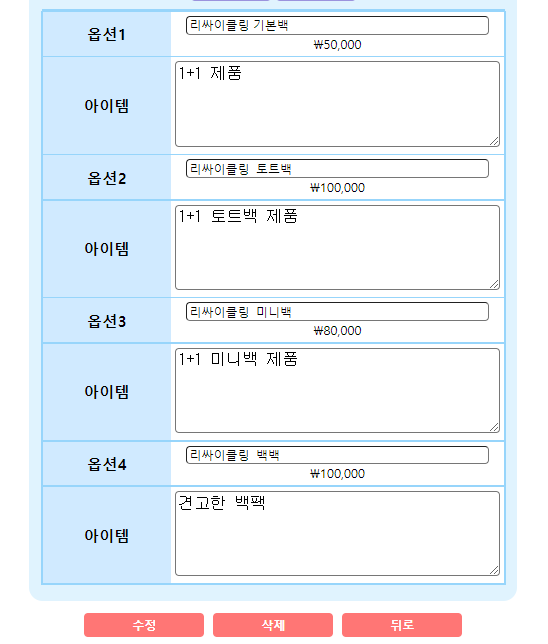 옵션1
리싸이클링 기본백
₩50,000
아이템
1+1 제품
옵션2
리싸이클링 토트백
₩100,000
아이템
1+1 토트백 제품
옵션3
리싸이클링 미니백
₩80,000
아이템
1+1 미니백 제품
옵션4
리싸이클링 백백
₩100,000
아이템
견고한 백팩
수정
삭제
뒤로